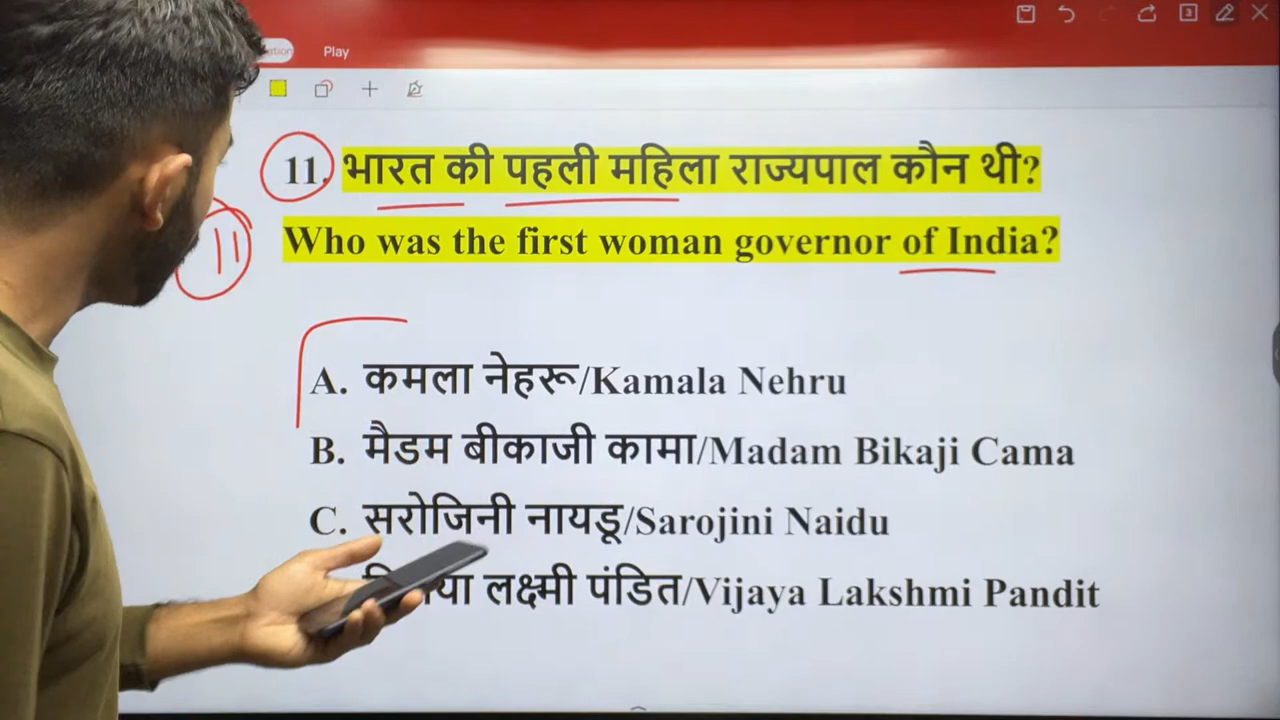 Play
3
11. भारत की पहली महिला राज्यपाल कौन थी?
11
Who was the first woman governor of India?
A. कमला नेहरू/Kamala Nehru
B. मैडम बीकाजी कामा/Madam Bikaji Cama
C. सरोजिनी नायडू/Sarojini Naidu
लक्ष्मी पंडित/Vijaya Lakshmi Pandit